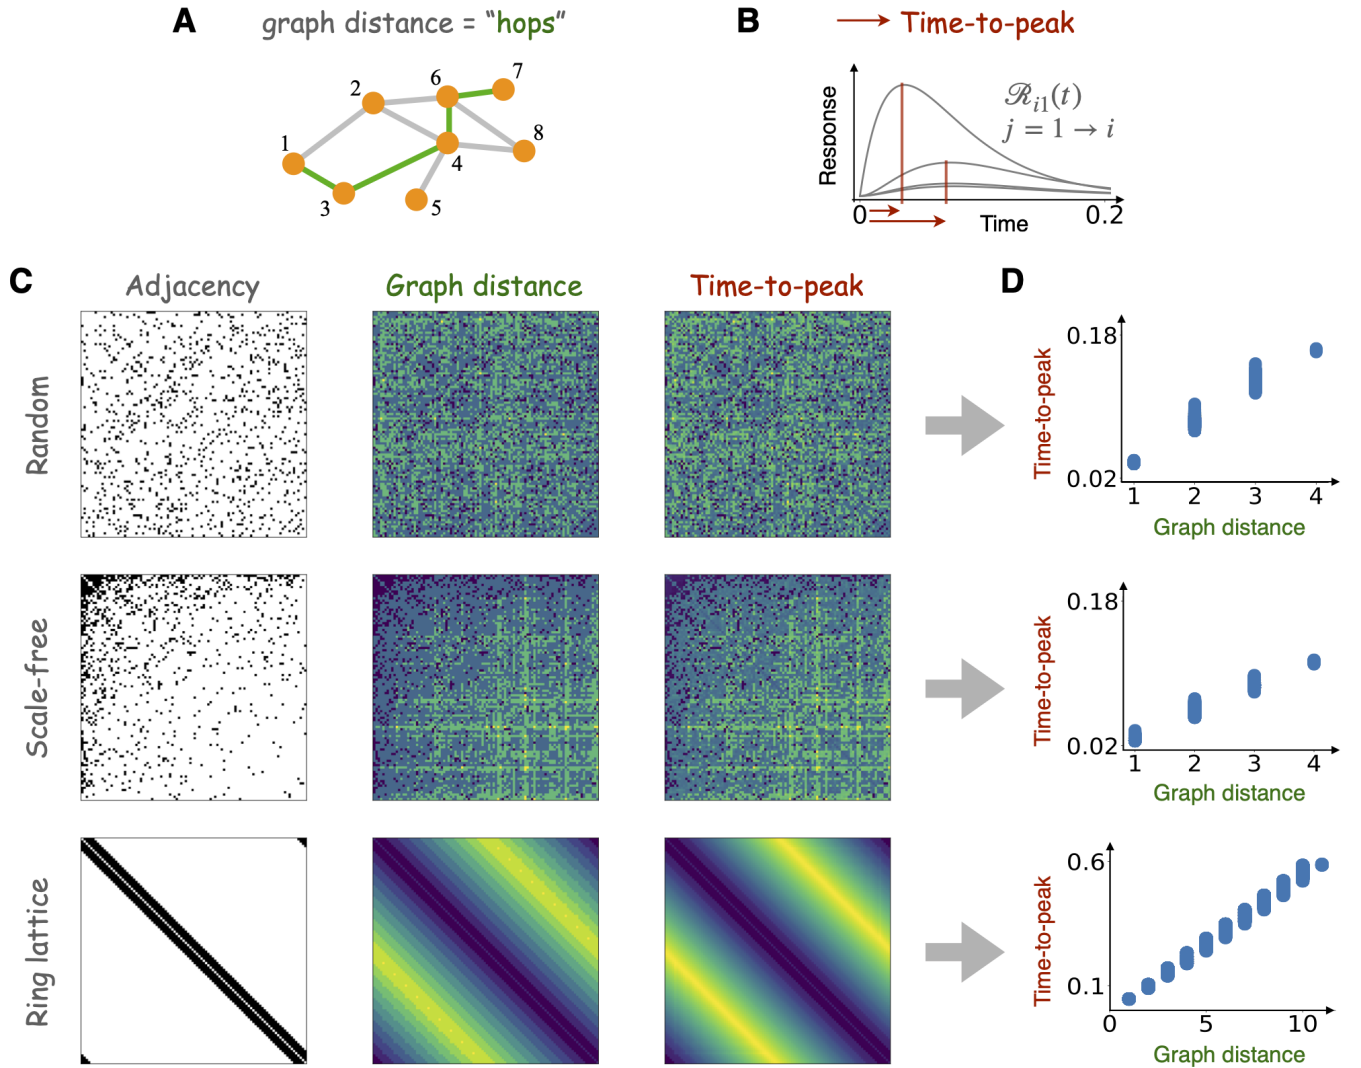 A
graph distance = “hops”
1
2
3
4
5
6
7
8
B
Time-to-peak
Response
ℛi1(t)
j = 1 → i
0
Time
0.2
C
Adjacency
Graph distance
Time-to-peak
D
Random
0.18
Time-to-peak
0.02
1 2 3 4
Graph distance
Scale-free
0.18
Time-to-peak
0.02
1 2 3 4
Graph distance
Ring lattice
0.6
Time-to-peak
0.1
0 5 10
Graph distance